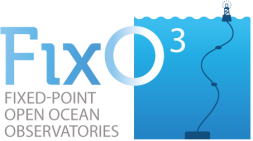 FIXO³
FIXED-POINT
OPEN OCEAN
OBSERVATORIES